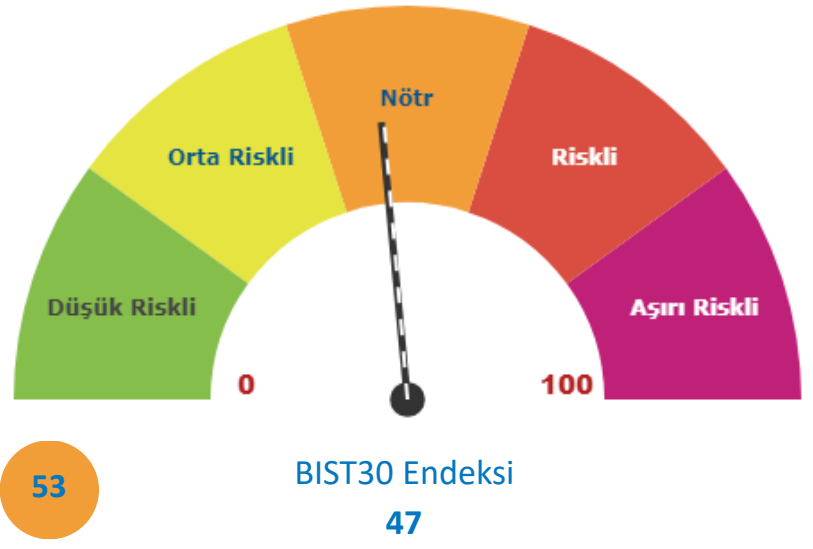 Nötr
Orta Riskli
Riskli
Düşük Riskli
Aşırı Riskli
0
100
53
BIST30 Endeksi
47